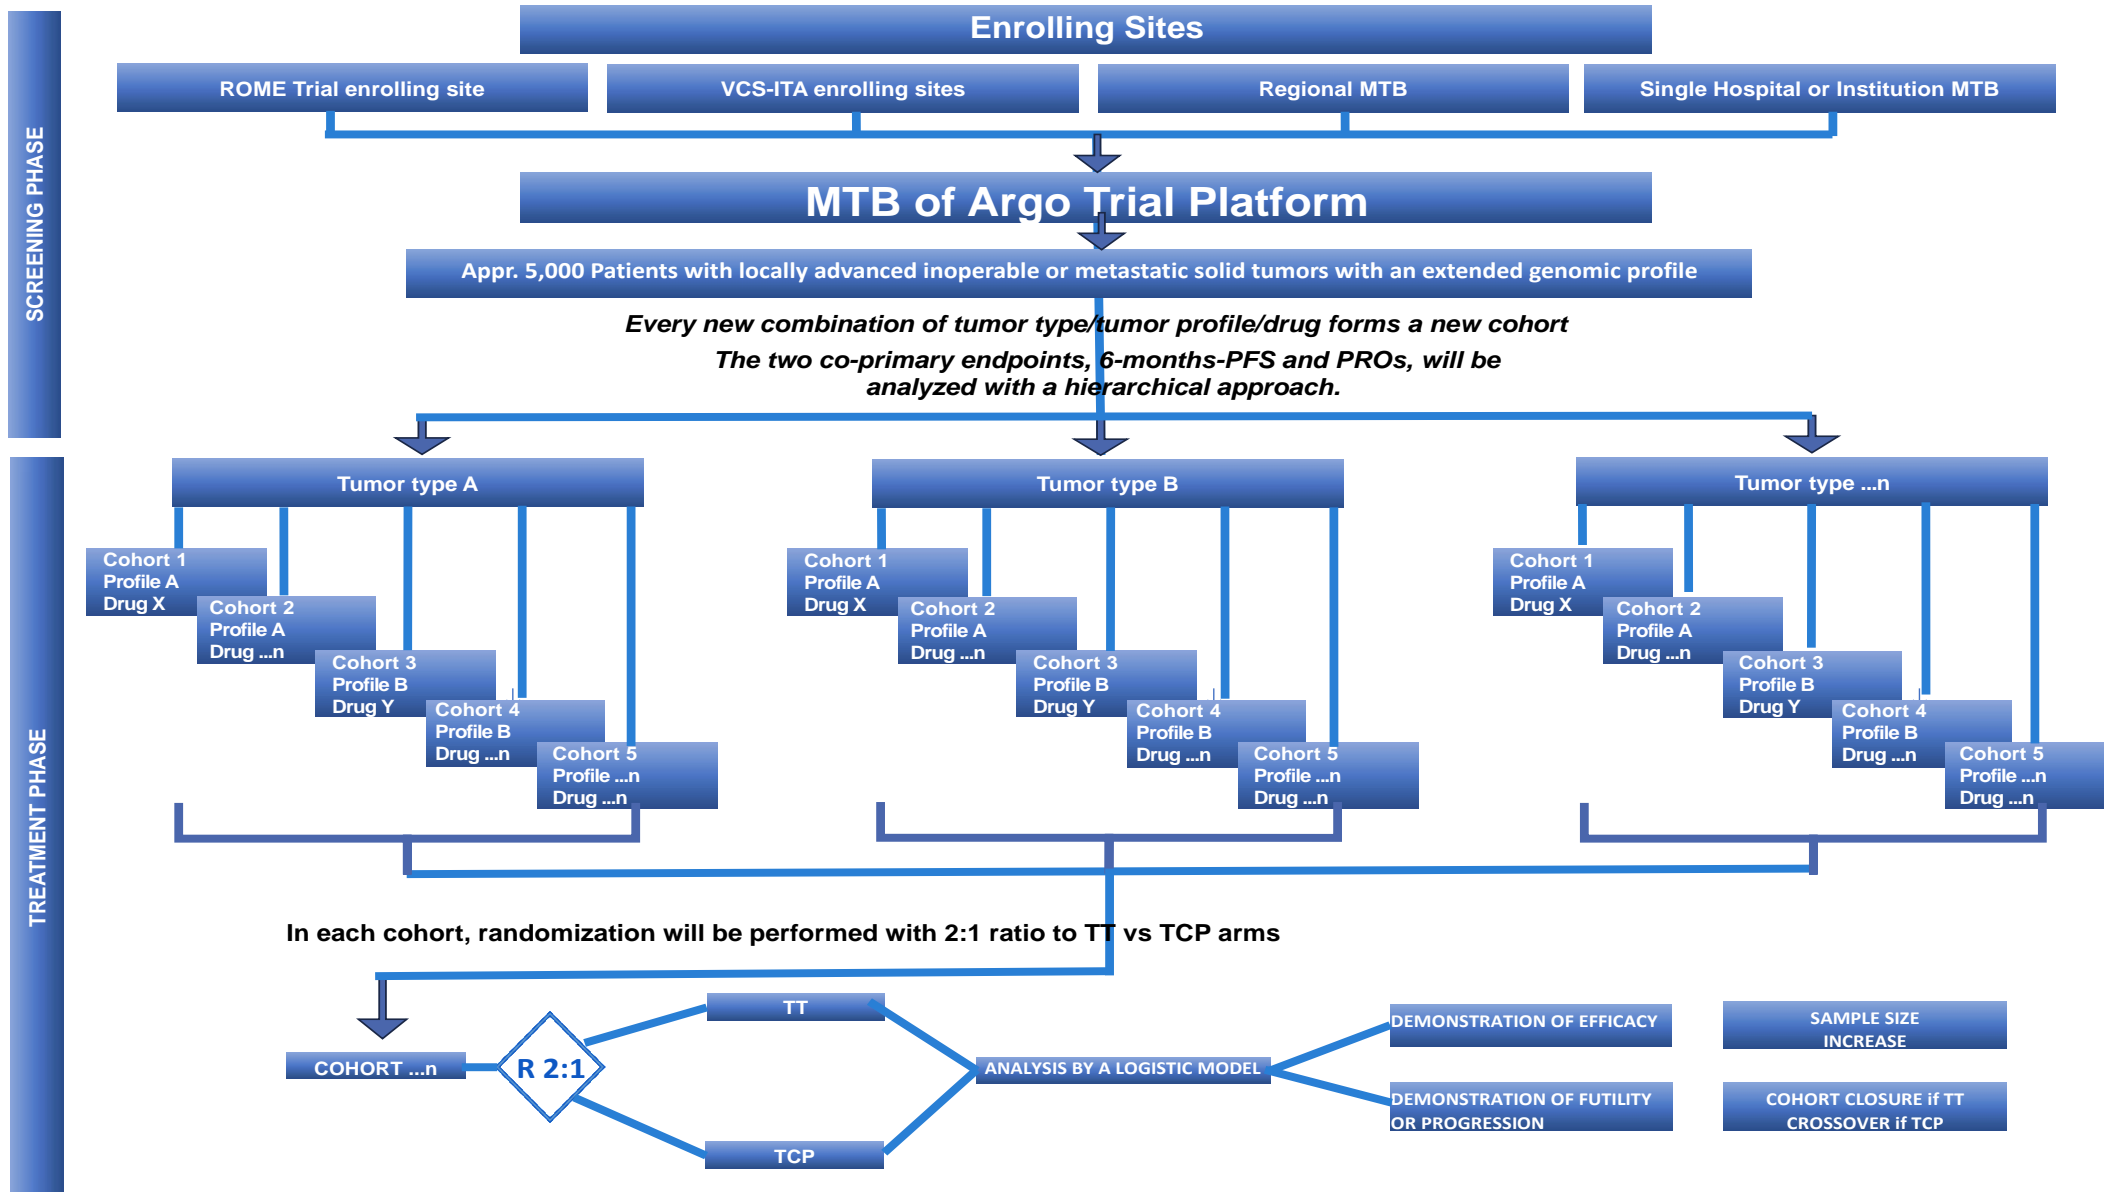 SCREENING PHASE
Enrolling Sites
ROME Trial enrolling site
VCS-ITA enrolling sites
Regional MTB
Single Hospital or Institution MTB
MTB of Argo Trial Platform
Appr. 5,000 Patients with locally advanced inoperable or metastatic solid tumors with an extended genomic profile
Every new combination of tumor type/tumor profile/drug forms a new cohort
The two co-primary endpoints, 6-months-PFS and PROs, will be
analyzed with a hierarchical approach.
TREATMENT PHASE
Tumor type A
Cohort 1
Profile A
Drug X
Cohort 2
Profile A
Drug ...n
Cohort 3
Profile B
Drug Y
Cohort 4
Profile B
Drug ...n
Cohort 5
Profile ...n
Drug ...n
Tumor type B
Cohort 1
Profile A
Drug X
Cohort 2
Profile A
Drug ...n
Cohort 3
Profile B
Drug Y
Cohort 4
Profile B
Drug ...n
Cohort 5
Profile ...n
Drug ...n
Tumor type ...n
Cohort 1
Profile A
Drug X
Cohort 2
Profile A
Drug ...n
Cohort 3
Profile B
Drug Y
Cohort 4
Profile B
Drug ...n
Cohort 5
Profile ...n
Drug ...n
In each cohort, randomization will be performed with 2:1 ratio to TT vs TCP arms
COHORT ...n
R 2:1
TT
TCP
ANALYSIS BY A LOGISTIC MODEL
DEMONSTRATION OF EFFICACY
SAMPLE SIZE
INCREASE
DEMONSTRATION OF FUTILITY
OR PROGRESSION
COHORT CLOSURE if TT
CROSSOVER if TCP